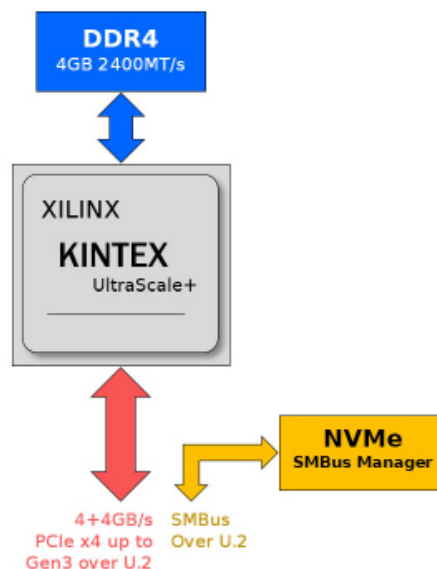 DDR4
4GB 2400MT/s
XILINX
KINTEX
UltraScale+
NVMe
SMBus Manager
4+4GB/s
PCIe x4 up to
Gen3 over U.2
SMBus
Over U.2